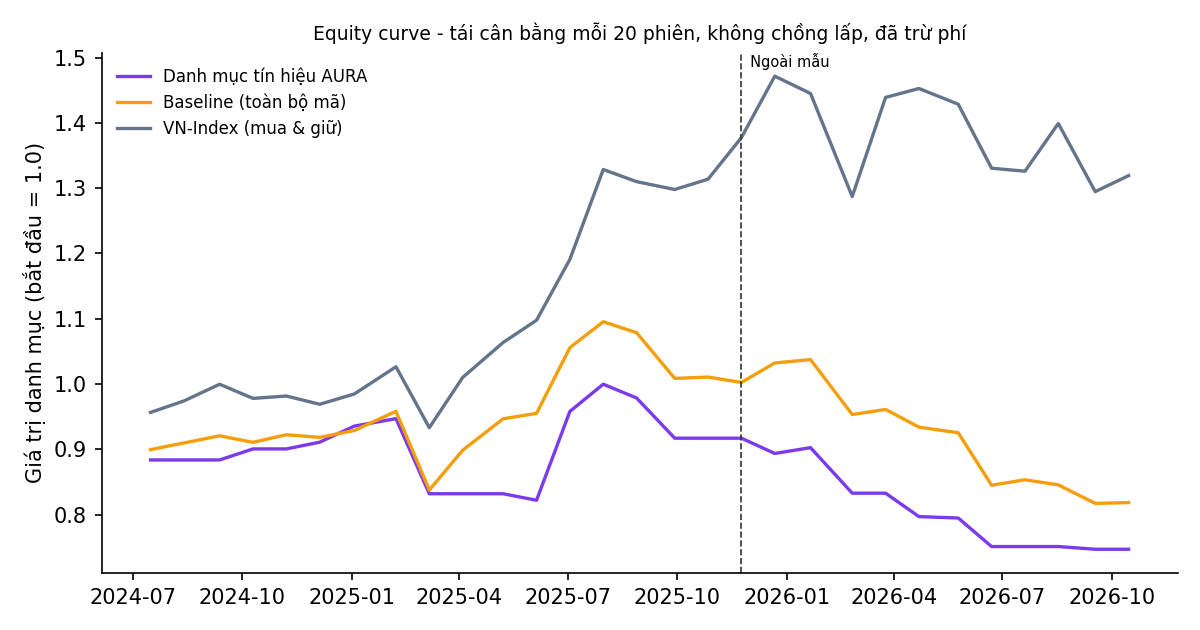 Equity curve - tái cân bằng mỗi 20 phiên, không chồng lấp, đã trừ phí
Ngoài mẫu
Danh mục tín hiệu AURA
Baseline (toàn bộ mã)
VN-Index (mua & giữ)
Giá trị danh mục (bắt đầu = 1.0)
1.5
1.4
1.3
1.2
1.1
1.0
0.9
0.8
2024-07 2024-10 2025-01 2025-04 2025-07 2025-10 2026-01 2026-04 2026-07 2026-10